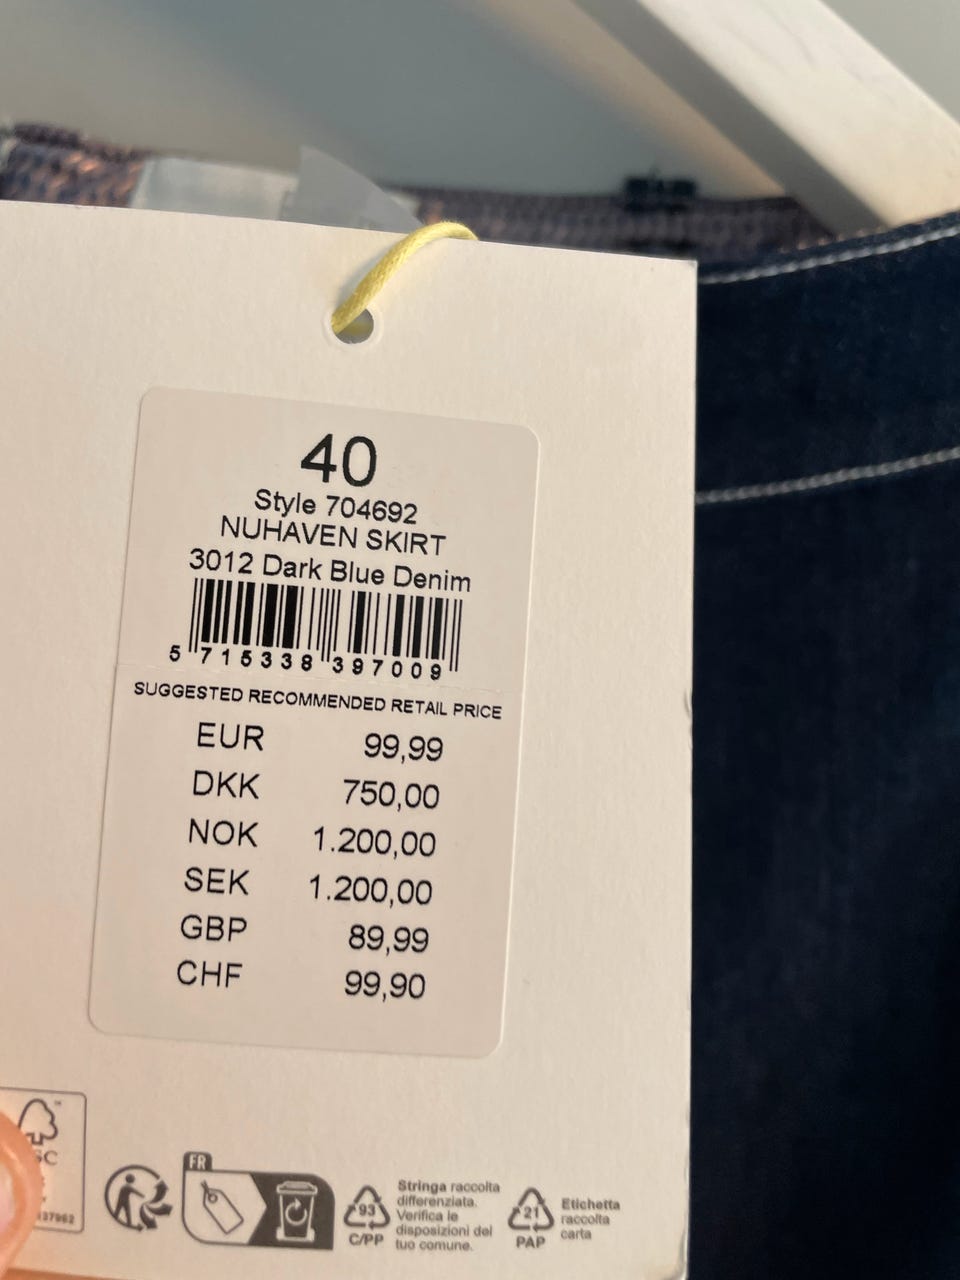 40
Style 704692
NUHAVEN SKIRT
3012 Dark Blue Denim
5 715338 397009
SUGGESTED RECOMMENDED RETAIL PRICE
EUR 99,99
DKK 750,00
NOK 1.200,00
SEK 1.200,00
GBP 89,99
CHF 99,90
FR
93
C/PP
Stringa raccolta
differenziata.
Verifica le
disposizioni del
tuo comune.
21
PAP
Etichetta
raccolta
carta